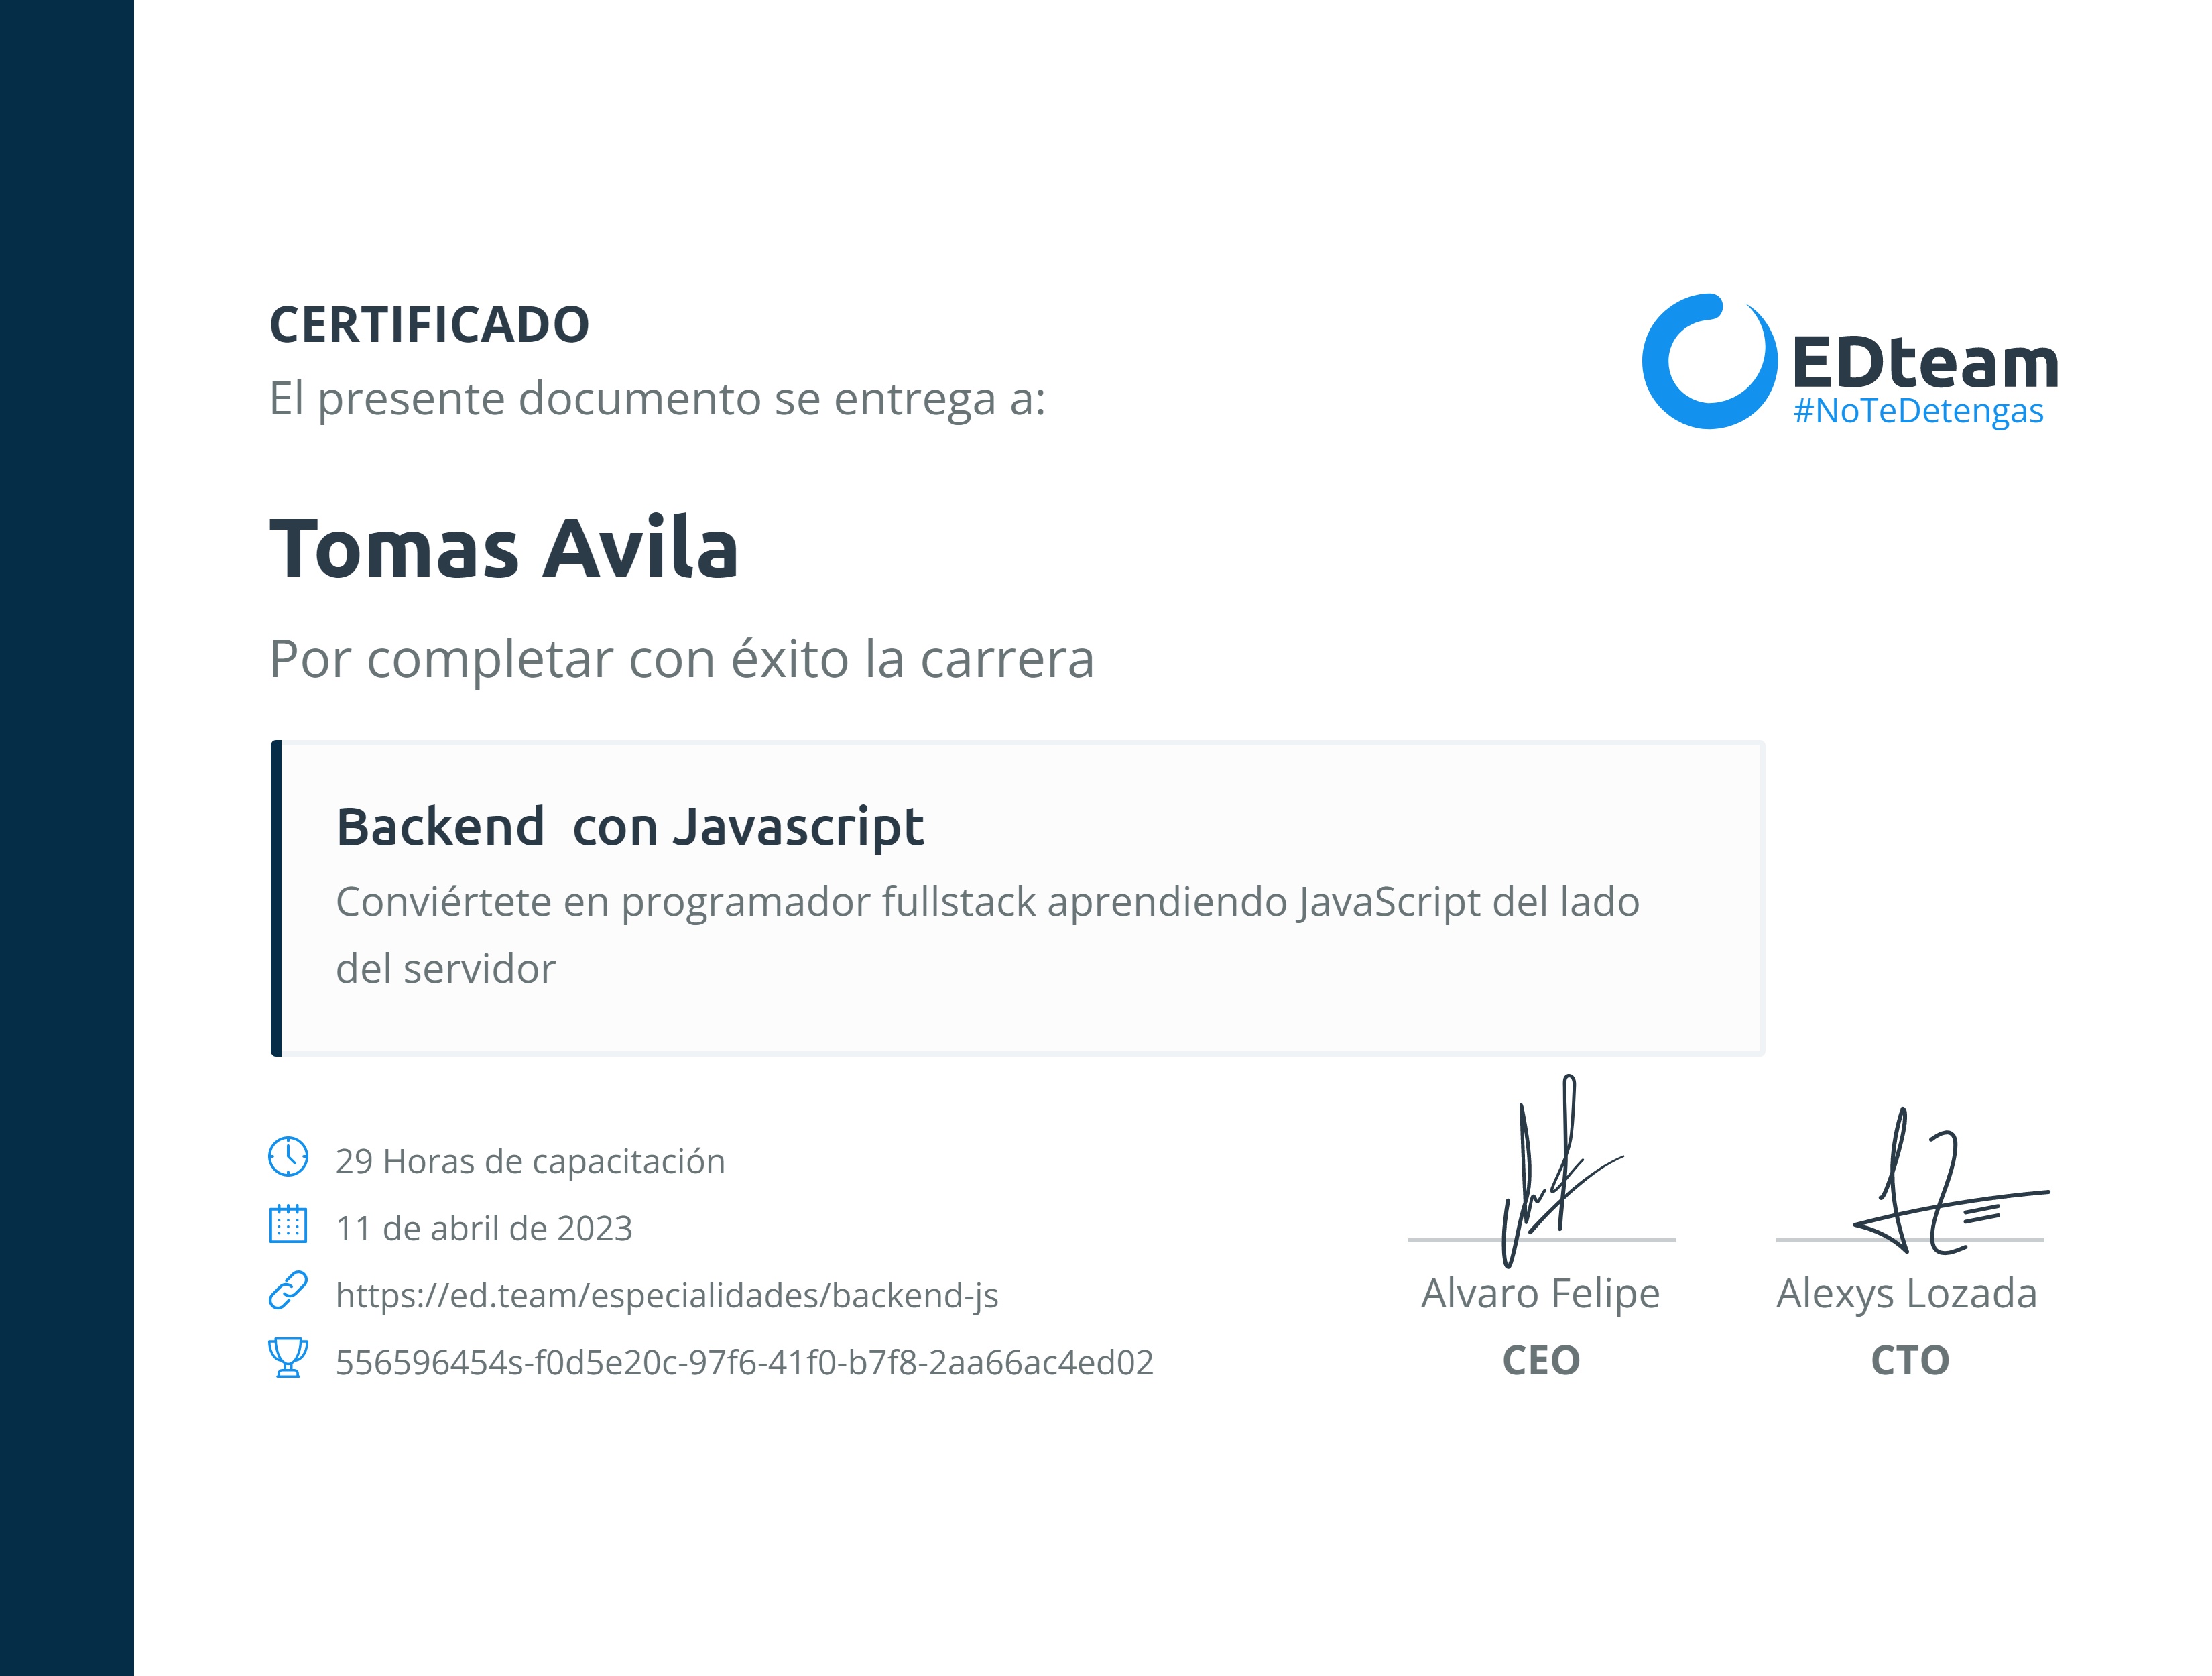 CERTIFICADO
El presente documento se entrega a:
EDteam
#NoTeDetengas
Tomas Avila
Por completar con éxito la carrera
Backend  con Javascript
Conviértete en programador fullstack aprendiendo JavaScript del lado
del servidor
29 Horas de capacitación
11 de abril de 2023
https://ed.team/especialidades/backend-js
556596454s-f0d5e20c-97f6-41f0-b7f8-2aa66ac4ed02
Alvaro Felipe
CEO
Alexys Lozada
CTO